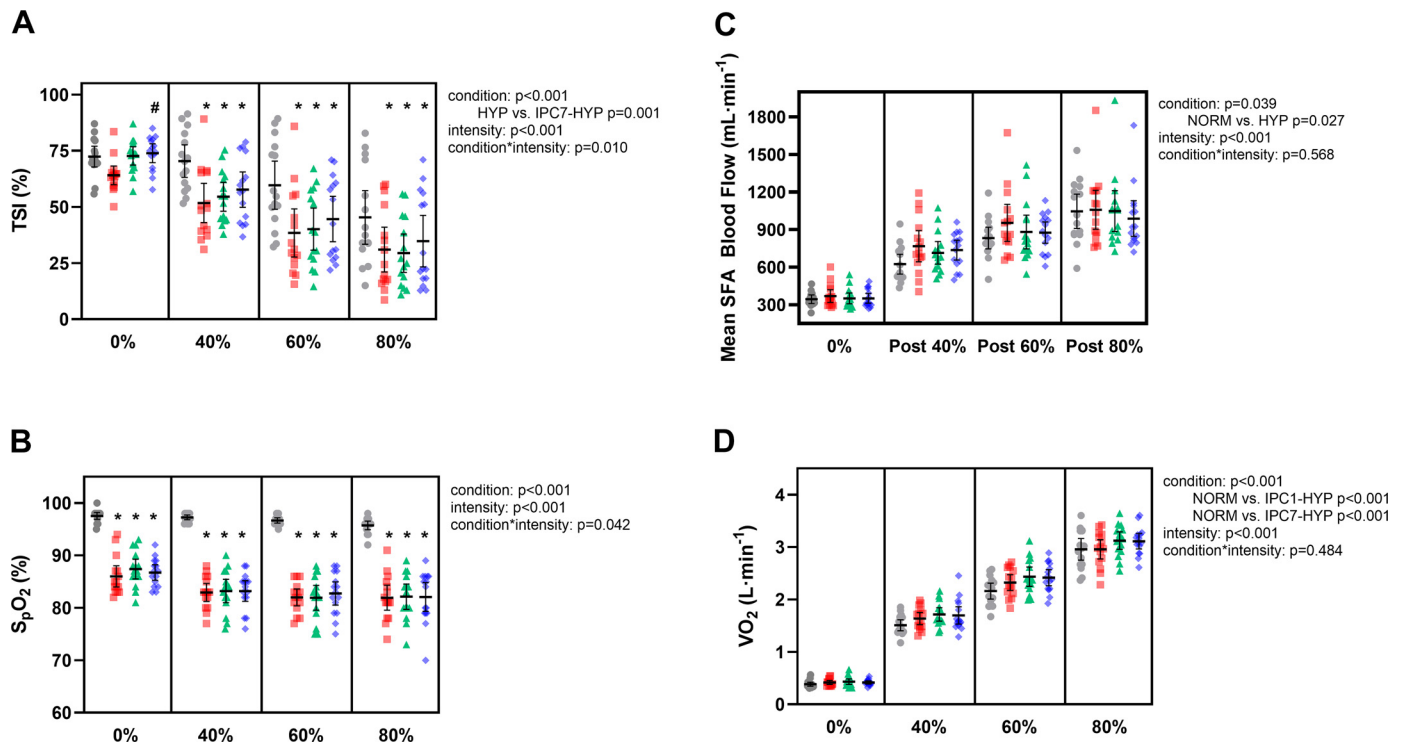 A
TSI (%)
100
75
50
25
0
#
* * *
* * *
* * *
0%
40%
60%
80%
condition: p<0.001
HYP vs. IPC7-HYP p=0.001
intensity: p<0.001
condition*intensity: p=0.010
C
Mean SFA Blood Flow (mL·min⁻¹)
1800
1500
1200
900
600
300
0%
Post 40%
Post 60%
Post 80%
condition: p=0.039
NORM vs. HYP p=0.027
intensity: p<0.001
condition*intensity: p=0.568
B
SpO₂ (%)
100
90
80
70
60
* * *
* * *
* * *
* * *
0%
40%
60%
80%
condition: p<0.001
intensity: p<0.001
condition*intensity: p=0.042
D
VO₂ (L·min⁻¹)
4
3
2
1
0
0%
40%
60%
80%
condition: p<0.001
NORM vs. IPC1-HYP p<0.001
NORM vs. IPC7-HYP p<0.001
intensity: p<0.001
condition*intensity: p=0.484